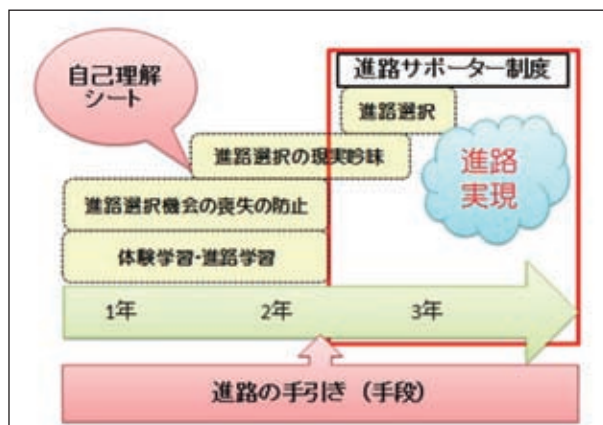 自己理解
シート
進路サポーター制度
進路選択
進路選択の現実吟味
進路
実現
進路選択機会の喪失の防止
体験学習・進路学習
1年
2年
3年
進路の手引き（手段）